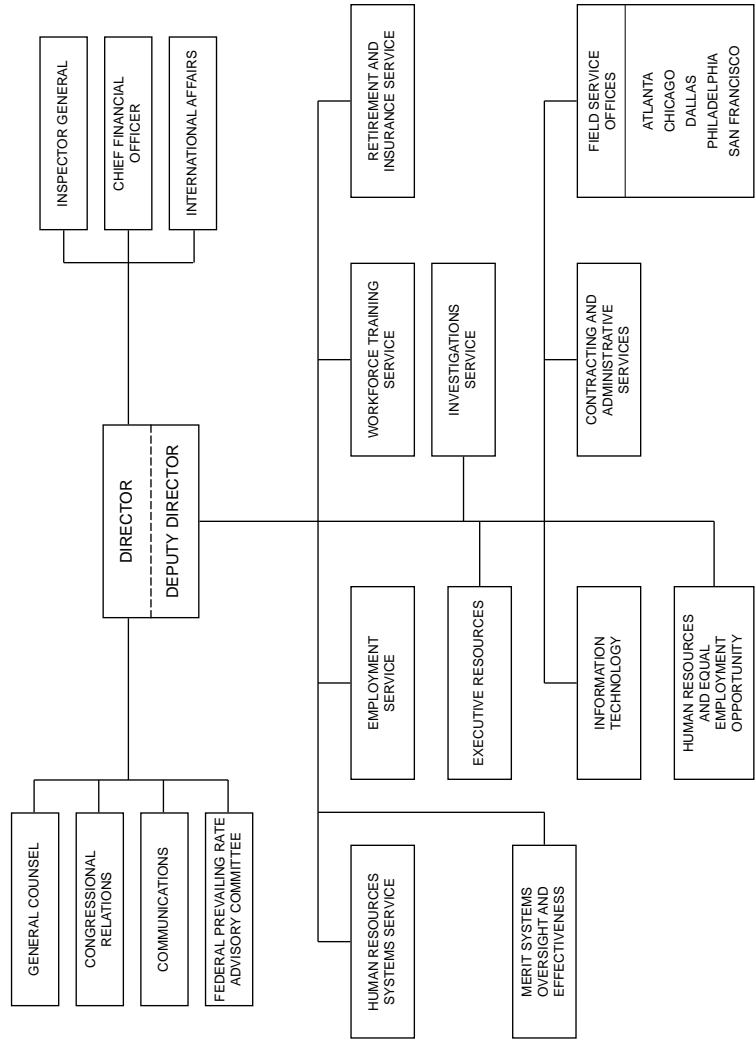 DIRECTOR
DEPUTY DIRECTOR
GENERAL COUNSEL
CONGRESSIONAL
RELATIONS
COMMUNICATIONS
FEDERAL PREVAILING RATE
ADVISORY COMMITTEE
INSPECTOR GENERAL
CHIEF FINANCIAL
OFFICER
INTERNATIONAL AFFAIRS
HUMAN RESOURCES
SYSTEMS SERVICE
EMPLOYMENT
SERVICE
WORKFORCE TRAINING
SERVICE
RETIREMENT AND
INSURANCE SERVICE
INVESTIGATIONS
SERVICE
EXECUTIVE RESOURCES
MERIT SYSTEMS
OVERSIGHT AND
EFFECTIVENESS
INFORMATION
TECHNOLOGY
CONTRACTING AND
ADMINISTRATIVE
SERVICES
FIELD SERVICE
OFFICES
ATLANTA
CHICAGO
DALLAS
PHILADELPHIA
SAN FRANCISCO
HUMAN RESOURCES
AND EQUAL
EMPLOYMENT
OPPORTUNITY